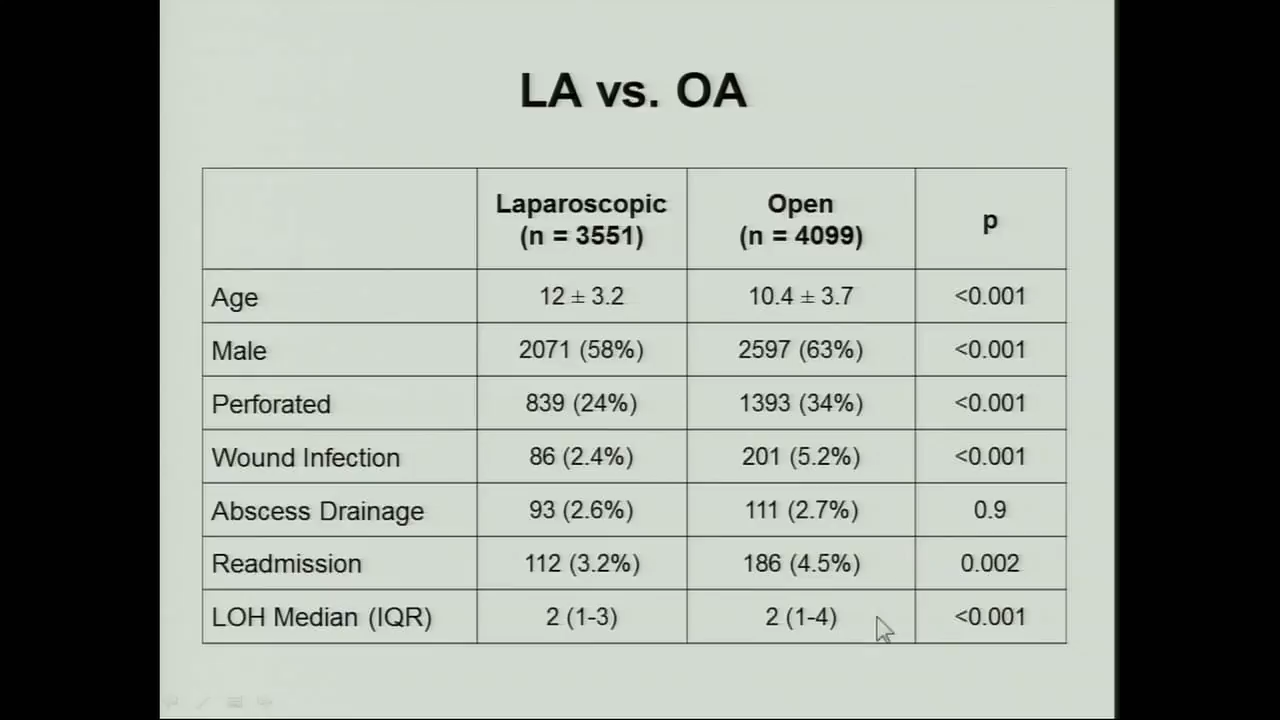 LA vs. OA
Laparoscopic (n = 3551) Open (n = 4099) p
Age 12 ± 3.2 10.4 ± 3.7 <0.001
Male 2071 (58%) 2597 (63%) <0.001
Perforated 839 (24%) 1393 (34%) <0.001
Wound Infection 86 (2.4%) 201 (5.2%) <0.001
Abscess Drainage 93 (2.6%) 111 (2.7%) 0.9
Readmission 112 (3.2%) 186 (4.5%) 0.002
LOH Median (IQR) 2 (1-3) 2 (1-4) <0.001